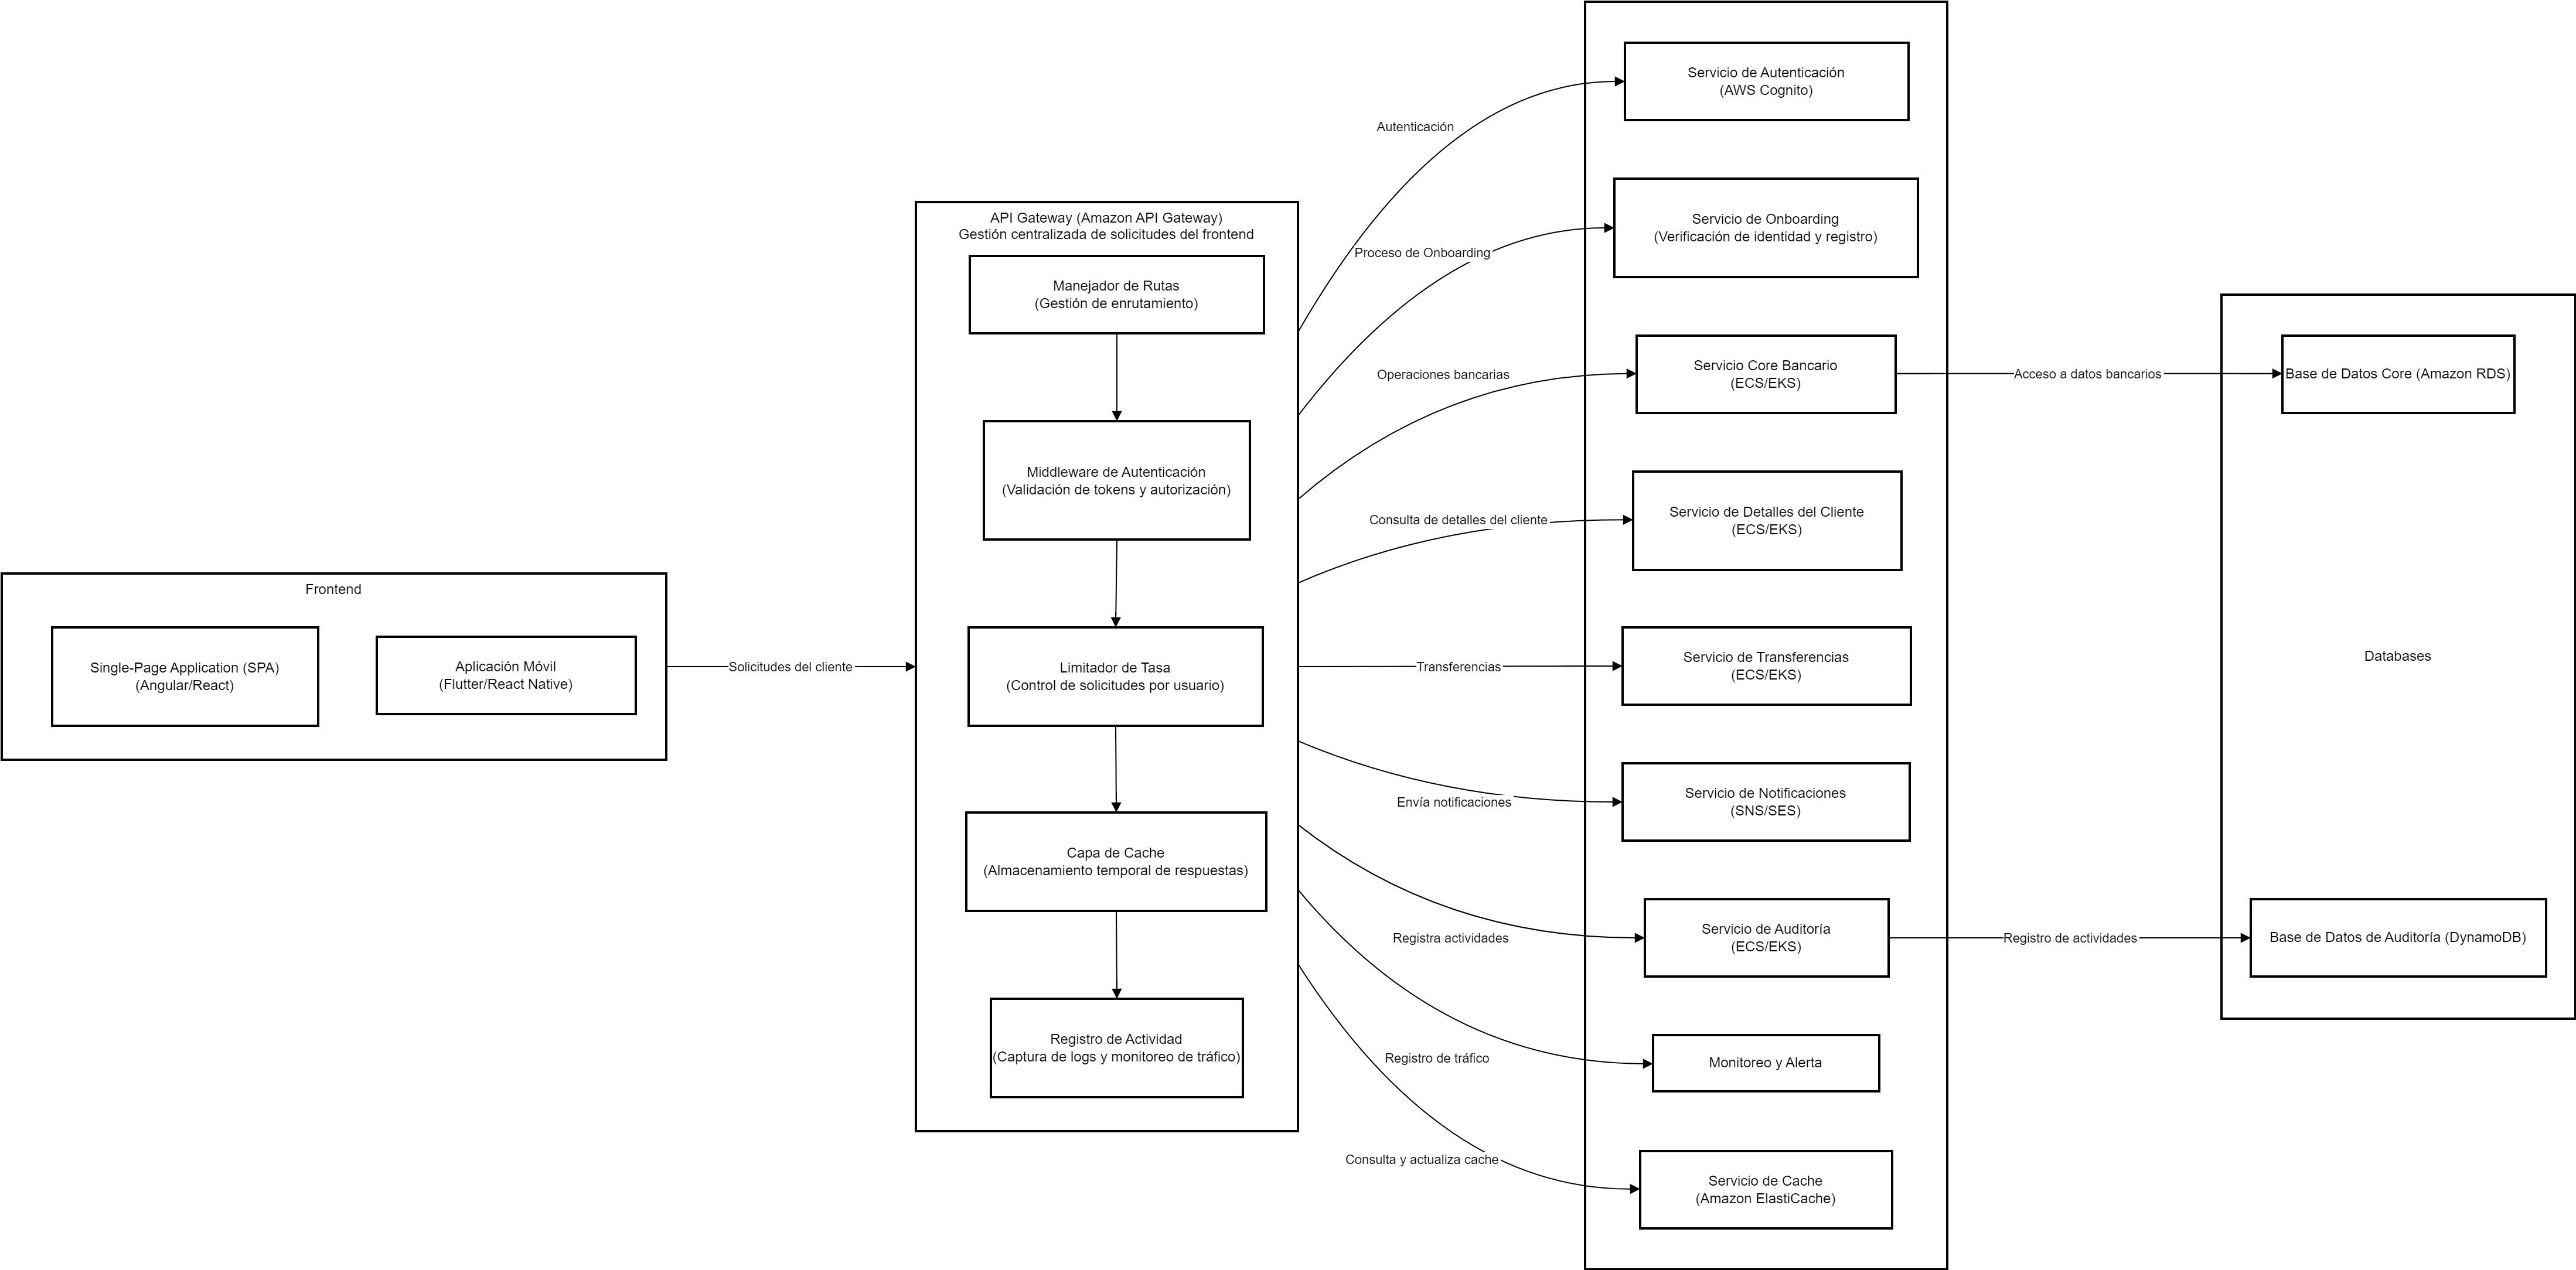 Frontend
Single-Page Application (SPA)
(Angular/React)
Aplicación Móvil
(Flutter/React Native)
Solicitudes del cliente
API Gateway (Amazon API Gateway)
Gestión centralizada de solicitudes del frontend
Manejador de Rutas
(Gestión de enrutamiento)
Middleware de Autenticación
(Validación de tokens y autorización)
Limitador de Tasa
(Control de solicitudes por usuario)
Capa de Cache
(Almacenamiento temporal de respuestas)
Registro de Actividad
(Captura de logs y monitoreo de tráfico)
Autenticación
Proceso de Onboarding
Operaciones bancarias
Consulta de detalles del cliente
Transferencias
Envía notificaciones
Registra actividades
Registro de tráfico
Consulta y actualiza cache
Servicio de Autenticación
(AWS Cognito)
Servicio de Onboarding
(Verificación de identidad y registro)
Servicio Core Bancario
(ECS/EKS)
Servicio de Detalles del Cliente
(ECS/EKS)
Servicio de Transferencias
(ECS/EKS)
Servicio de Notificaciones
(SNS/SES)
Servicio de Auditoría
(ECS/EKS)
Monitoreo y Alerta
Servicio de Cache
(Amazon ElastiCache)
Acceso a datos bancarios
Registro de actividades
Base de Datos Core (Amazon RDS)
Databases
Base de Datos de Auditoría (DynamoDB)